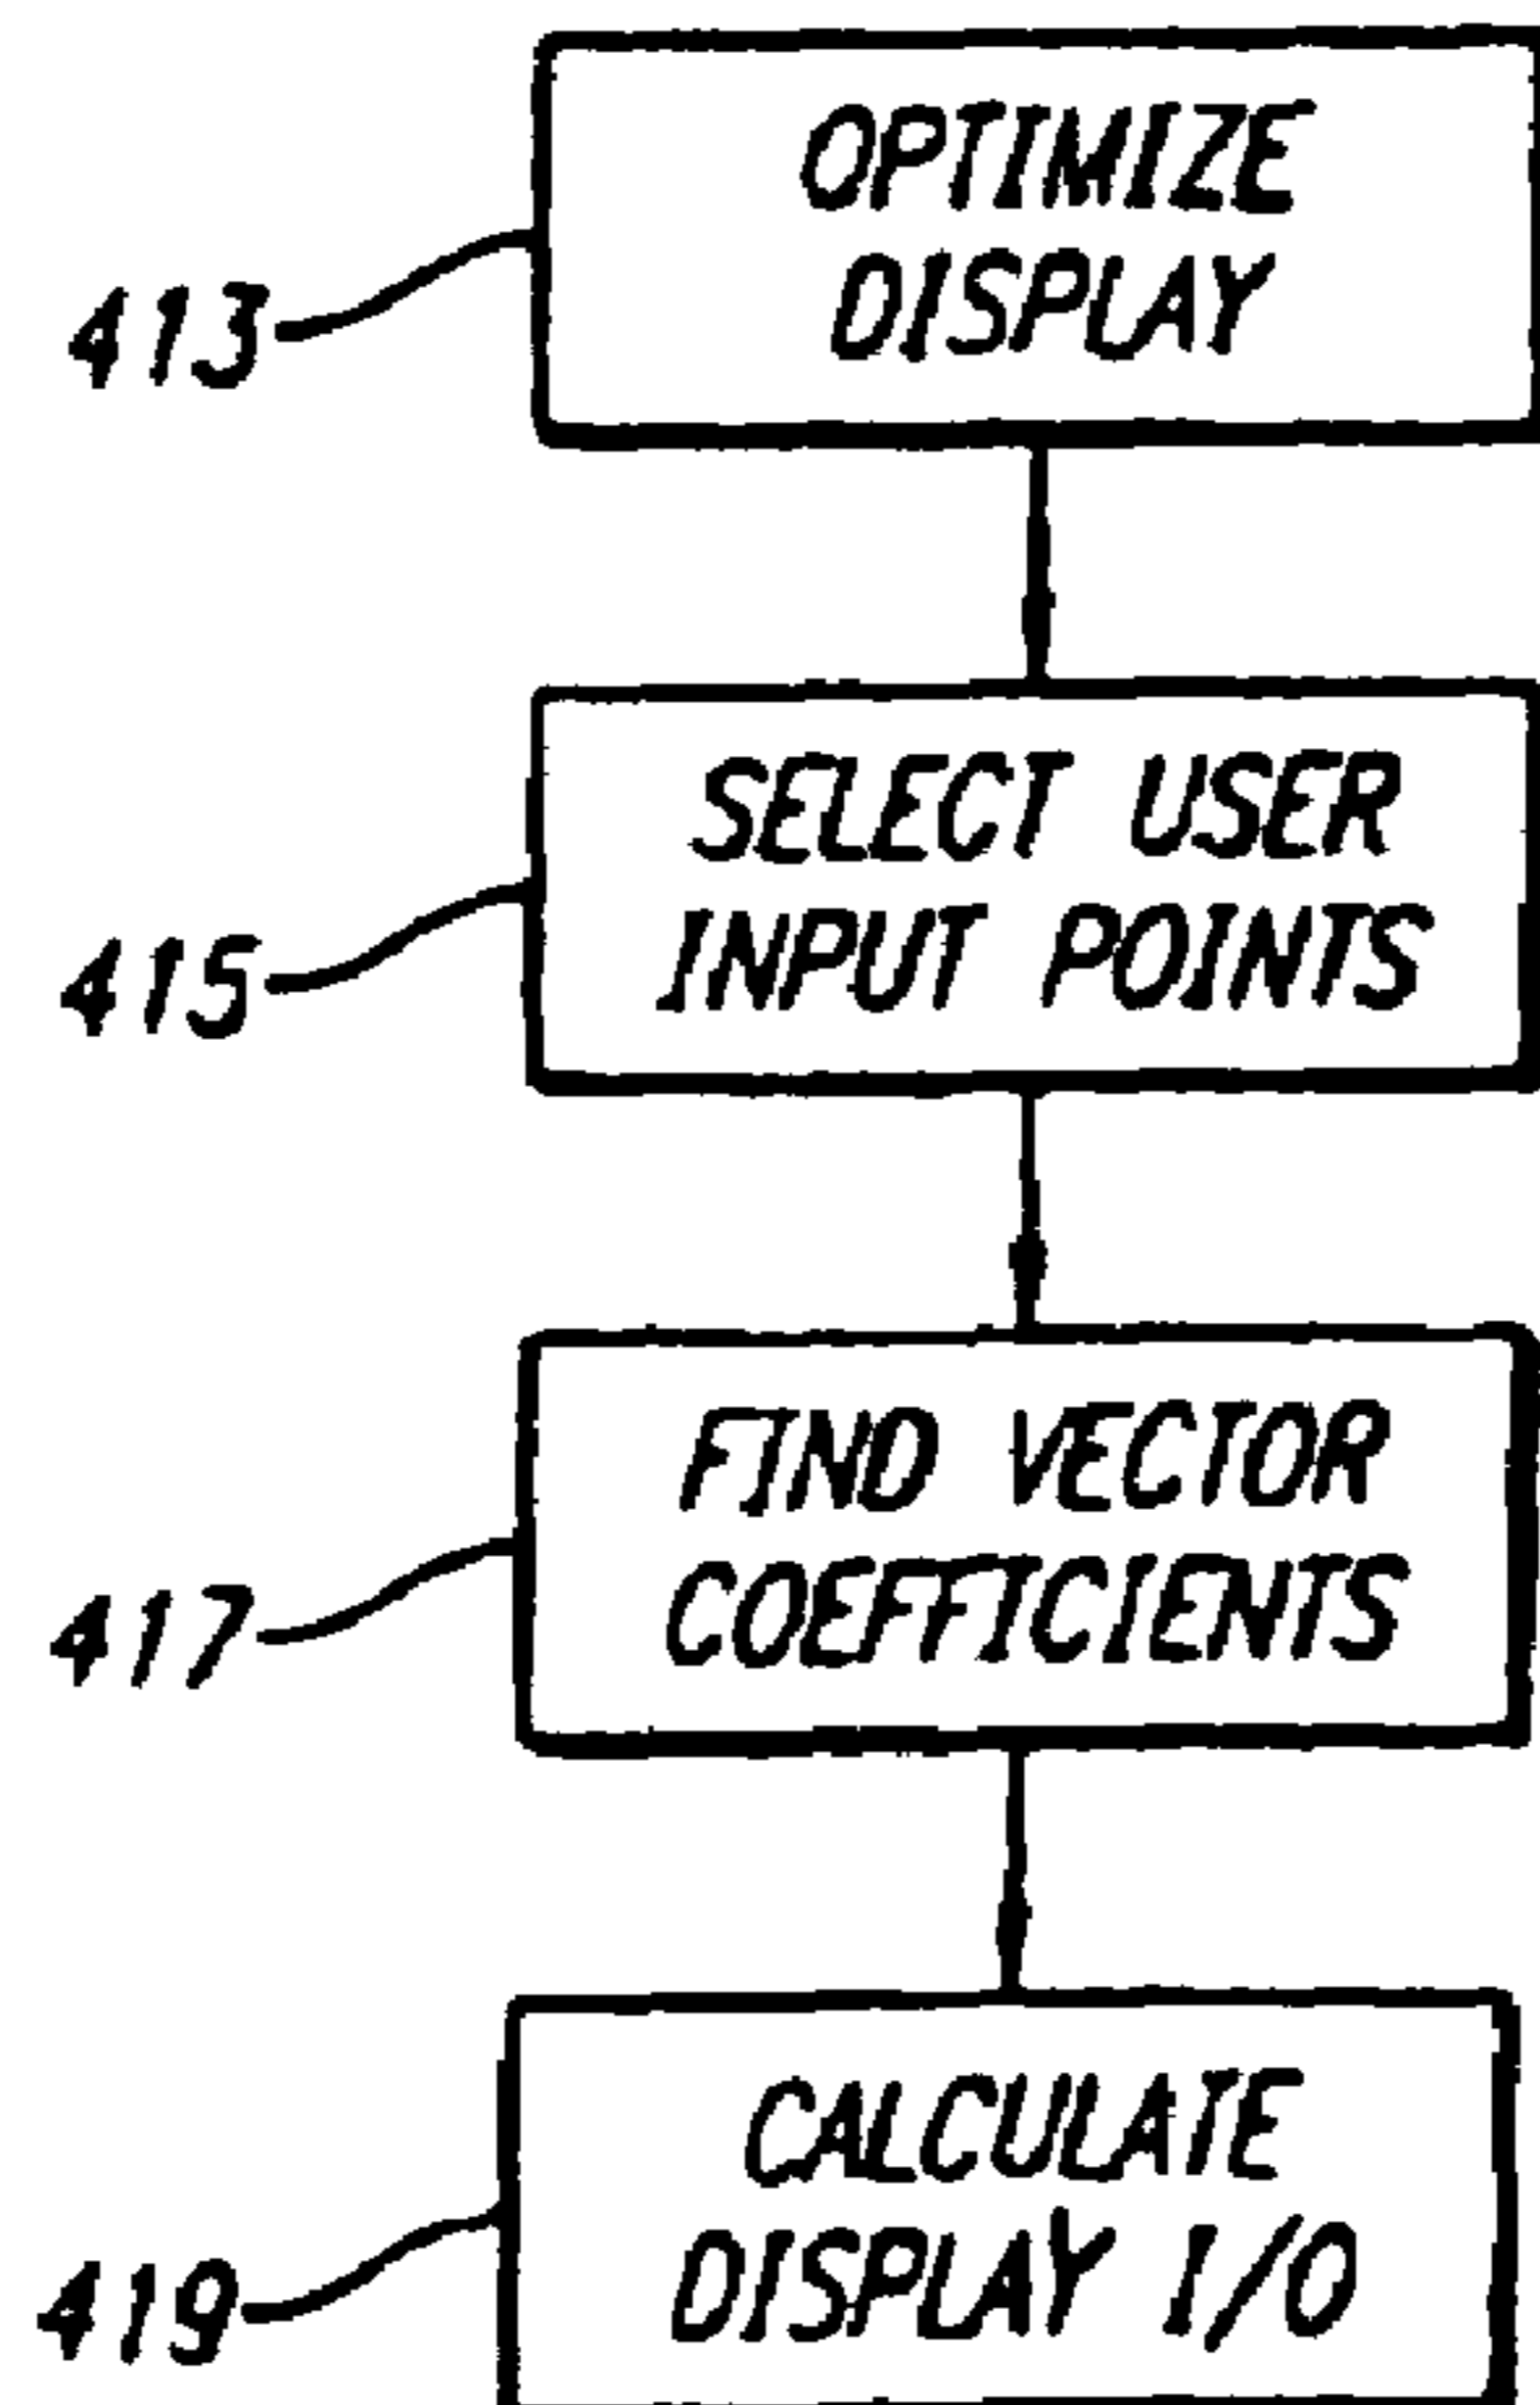 OPTIMIZE
DISPLAY
413
SELECT USER
INPUT POINTS
415
FIND VECTOR
COEFFICIENTS
417
CALCULATE
DISPLAY I/O
419